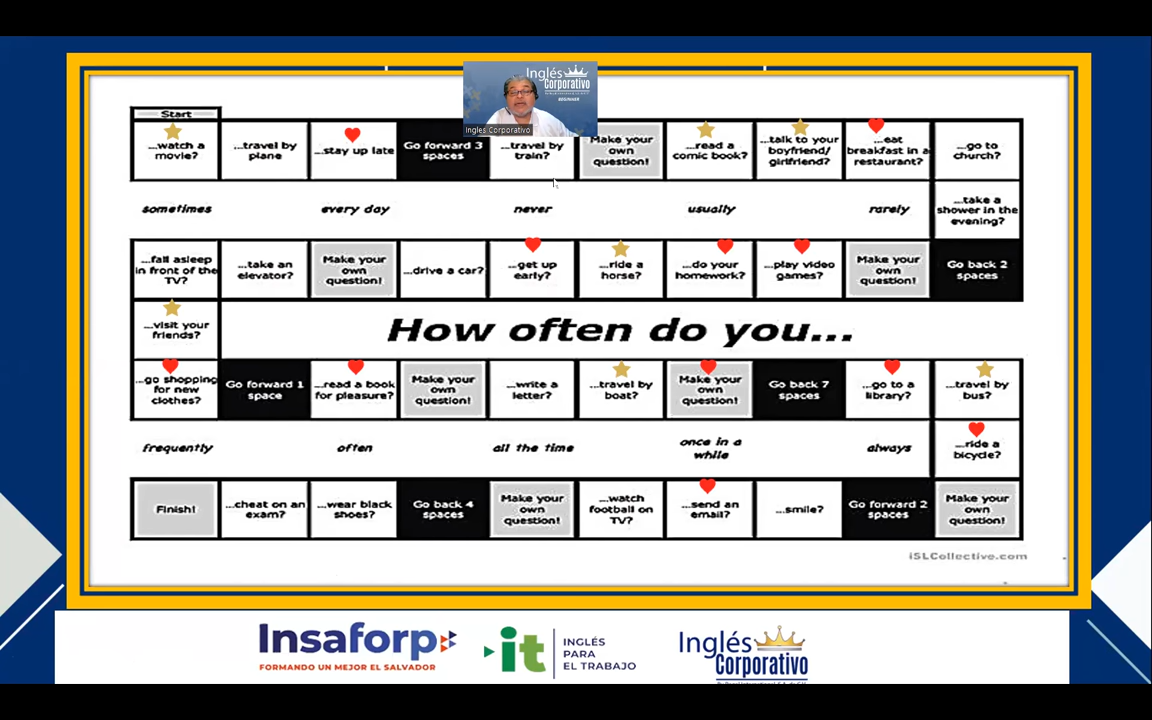 Inglés
Corporativo
BEGINNER
Ingles Corporativo
Start
...watch a
movie?
...travel by
plane
...stay up late
Go forward 3
spaces
...travel by
train?
Make your
own
question!
...read a
comic book?
...talk to your
boyfriend/
girlfriend?
...eat
breakfast in a
restaurant?
...go to
church?
sometimes
every day
never
usually
rarely
...take a
shower in the
evening?
...fall asleep
in front of the
TV?
...take an
elevator?
Make your
own
question!
...drive a car?
...get up
early?
...ride a
horse?
...do your
homework?
...play video
games?
Make your
own
question!
Go back 2
spaces
...visit your
friends?
How often do you...
...go shopping
for new
clothes?
Go forward 1
space
...read a book
for pleasure?
Make your
own
question!
...write a
letter?
...travel by
boat?
Make your
own
question!
Go back 7
spaces
...go to a
library?
...travel by
bus?
frequently
often
all the time
once in a
while
always
...ride a
bicycle?
Finish!
...cheat on an
exam?
...wear black
shoes?
Go back 4
spaces
Make your
own
question!
...watch
football on
TV?
...send an
email?
...smile?
Go forward 2
spaces
Make your
own
question!
iSLCollective.com
Insaforp
FORMANDO UN MEJOR EL SALVADOR
it
INGLÉS
PARA
EL TRABAJO
Inglés
Corporativo